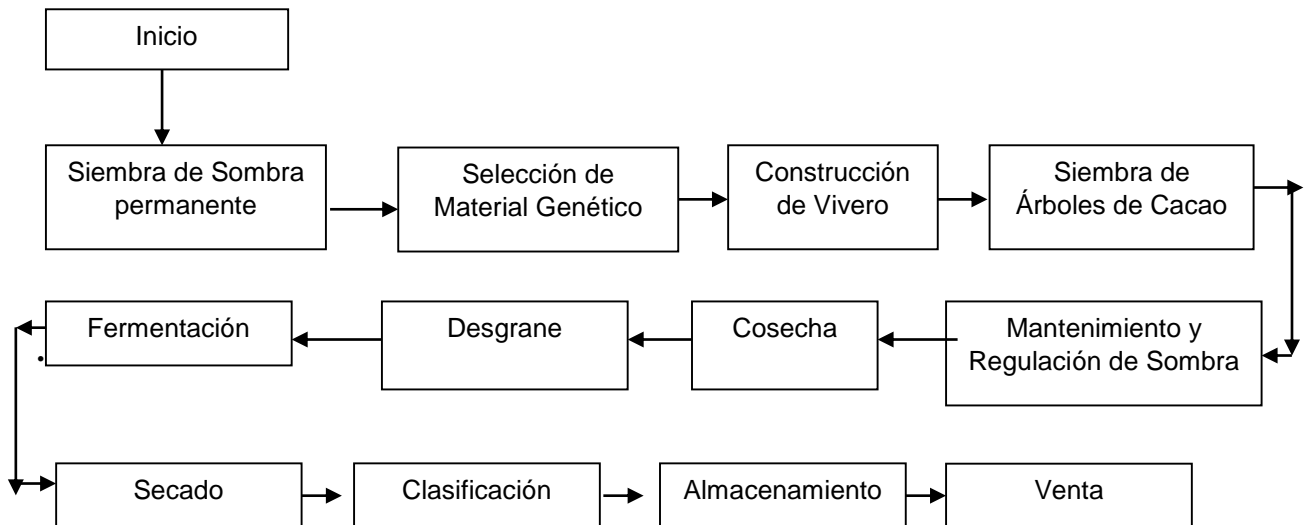 Inicio
Siembra de Sombra
permanente
Selección de
Material Genético
Construcción
de Vivero
Siembra de
Árboles de Cacao
Mantenimiento y
Regulación de Sombra
Cosecha
Desgrane
Fermentación
Secado
Clasificación
Almacenamiento
Venta